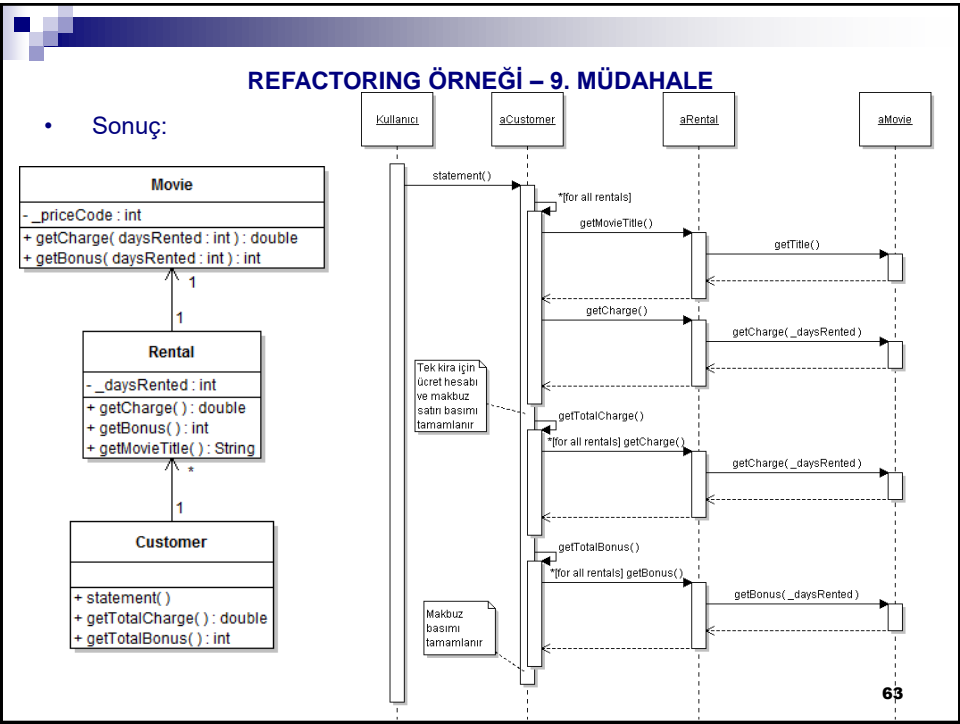 REFACTORING ÖRNEĞİ – 9. MÜDAHALE
• Sonuç:
Movie
- _priceCode : int
+ getCharge( daysRented : int ) : double
+ getBonus( daysRented : int ) : int
1
1
Rental
- _daysRented : int
+ getCharge( ) : double
+ getBonus( ) : int
+ getMovieTitle( ) : String
*
1
Customer
+ statement( )
+ getTotalCharge( ) : double
+ getTotalBonus( ) : int
Kullanıcı
aCustomer
aRental
aMovie
statement( )
*[for all rentals]
getMovieTitle( )
getTitle( )
getCharge( )
getCharge( _daysRented )
Tek kira için
ücret hesabı
ve makbuz
satırı basımı
tamamlanır
getTotalCharge( )
*[for all rentals] getCharge( )
getCharge( _daysRented )
getTotalBonus( )
*[for all rentals] getBonus( )
getBonus( _daysRented )
Makbuz
basımı
tamamlanır
63